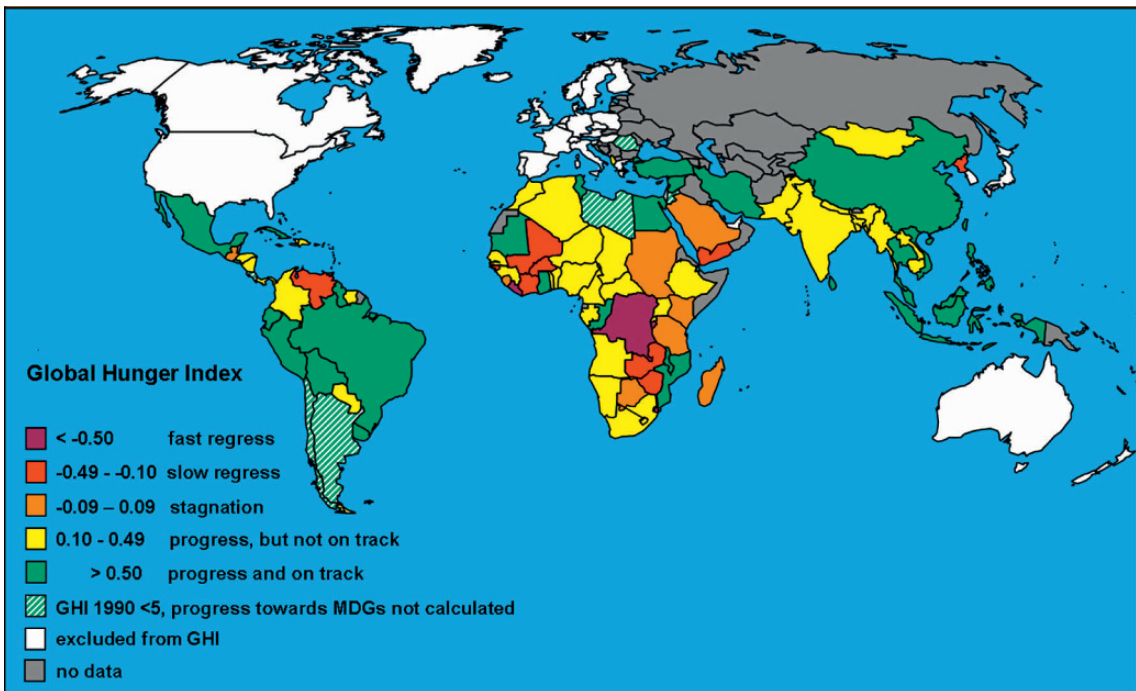 Global Hunger Index
< -0.50 fast regress
-0.49 - -0.10 slow regress
-0.09 – 0.09 stagnation
0.10 - 0.49 progress, but not on track
> 0.50 progress and on track
GHI 1990 <5, progress towards MDGs not calculated
excluded from GHI
no data